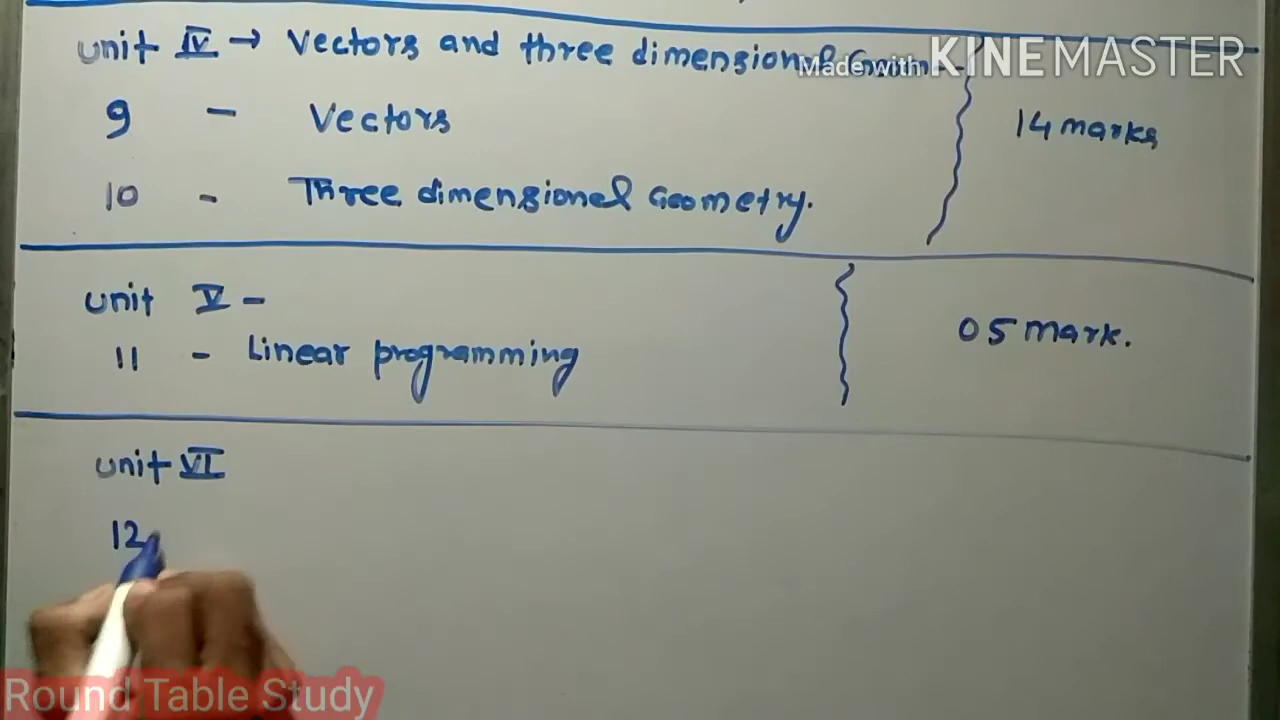 unit IV → Vectors and three dimensional Geom
Made with KINEMASTER
9 - Vectors
14 marks
10 - Three dimensional Geometry.
unit V -
11 - Linear programming
05 mark.
unit VI
12
Round Table Study